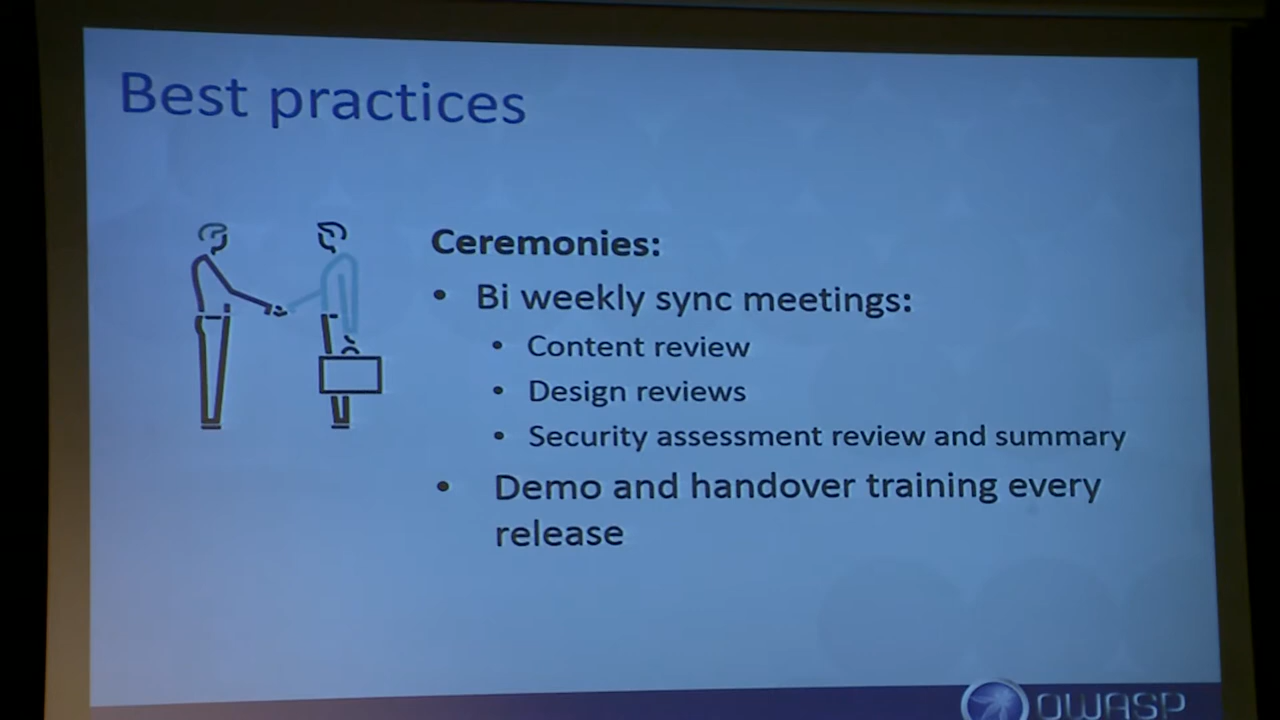 Best practices
Ceremonies:
• Bi weekly sync meetings:
• Content review
• Design reviews
• Security assessment review and summary
• Demo and handover training every
release
OWASP